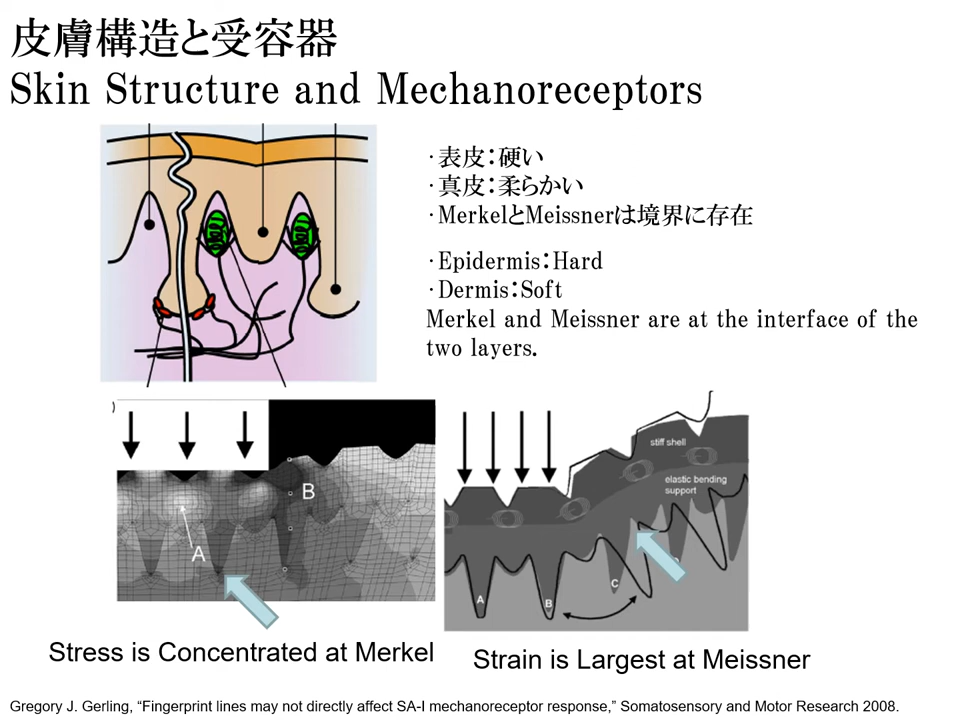 皮膚構造と受容器
Skin Structure and Mechanoreceptors
・表皮：硬い
・真皮：柔らかい
・MerkelとMeissnerは境界に存在
・Epidermis：Hard
・Dermis：Soft
Merkel and Meissner are at the interface of the
two layers.
)
B
A
stiff shell
elastic bending
support
A
B
C
D
Stress is Concentrated at Merkel
Strain is Largest at Meissner
Gregory J. Gerling, “Fingerprint lines may not directly affect SA-I mechanoreceptor response,” Somatosensory and Motor Research 2008.